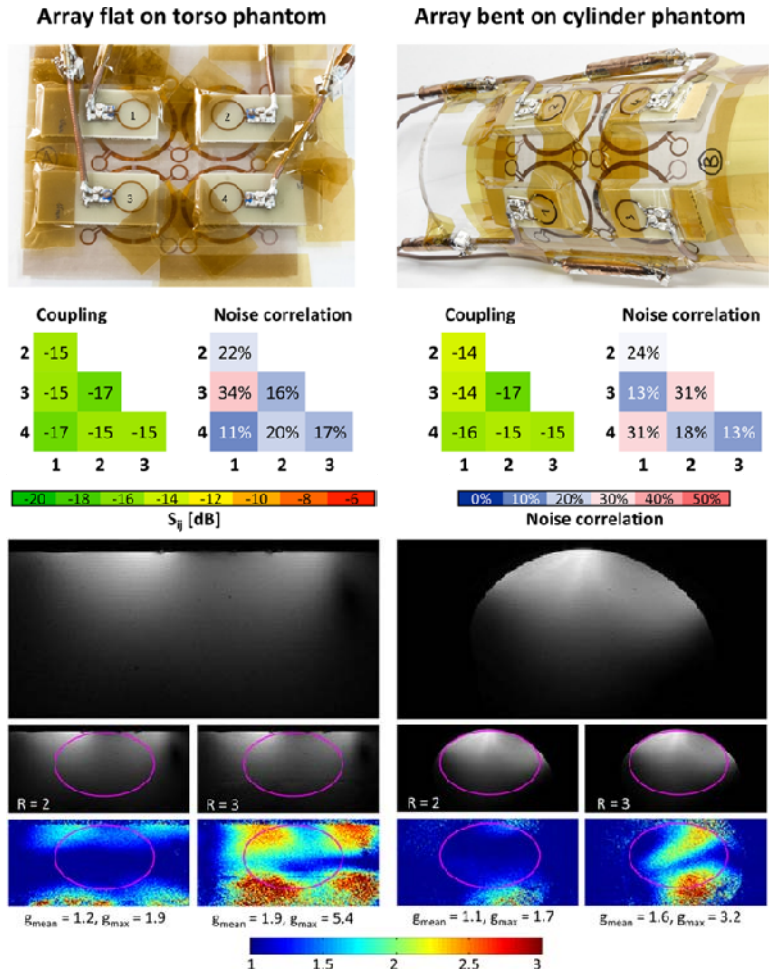 Array flat on torso phantom
Array bent on cylinder phantom
1
2
3
4
B
Coupling
Noise correlation
Coupling
Noise correlation
2 -15
2 22%
2 -14
2 24%
3 -15 -17
34% 16%
3 -14 -17
3 13% 31%
4 -17 -15 -15
4 11% 20% 17%
4 -16 -15 -15
4 31% 18% 13%
1 2 3
1 2 3
1 2 3
1 2 3
-20 -18 -16 -14 -12 -10 -8 -6
0% 10% 20% 30% 40% 50%
Sij [dB]
Noise correlation
R = 2
R = 3
R = 2
R = 3
gmean = 1.2, gmax = 1.9
gmean = 1.9, gmax = 5.4
gmean = 1.1, gmax = 1.7
gmean = 1.6, gmax = 3.2
1 1.5 2 2.5 3